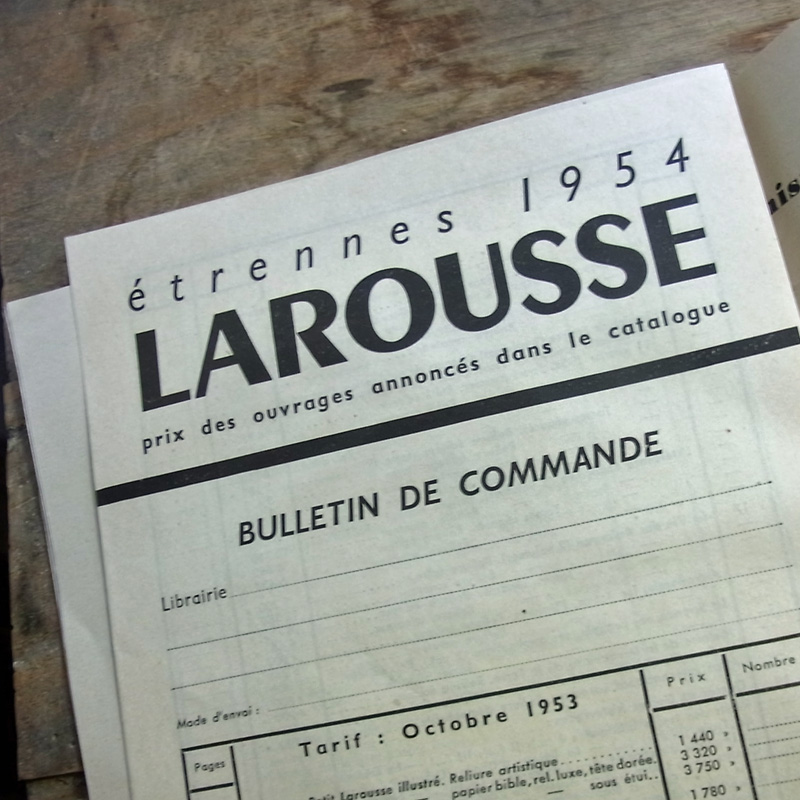 étrennes 1954
LAROUSSE
prix des ouvrages annoncés dans le catalogue
BULLETIN DE COMMANDE
Librairie
Mode d'envoi :
Pages
Tarif : Octobre 1953
Prix
Nombre
Petit Larousse illustré. Reliure artistique 1 440 »
— papier bible, rel. luxe, tête dorée. 3 320 »
— sous étui.. 3 750 »
1 780 »